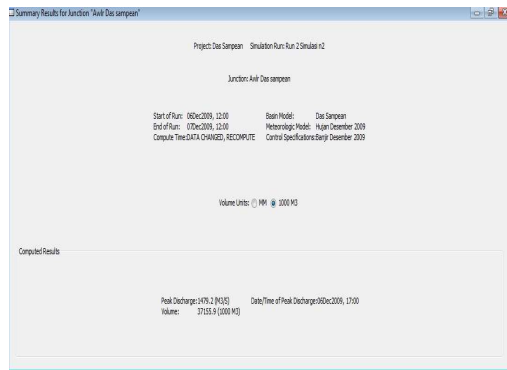 Summary Results for Junction "Awlr Das sampean"
Project: Das Sampean Simulation Run: Run 2 Simulasi n2
Junction: Awlr Das sampean
Start of Run: 06Dec2009, 12:00 Basin Model: Das Sampean
End of Run: 07Dec2009, 12:00 Meteorologic Model: Hujan Desember 2009
Compute Time:DATA CHANGED, RECOMPUTE Control Specifications:Banjir Desember 2009
Volume Units: MM 1000 M3
Computed Results
Peak Discharge:1479.2 (M3/S) Date/Time of Peak Discharge:06Dec2009, 17:00
Volume: 37155.9 (1000 M3)